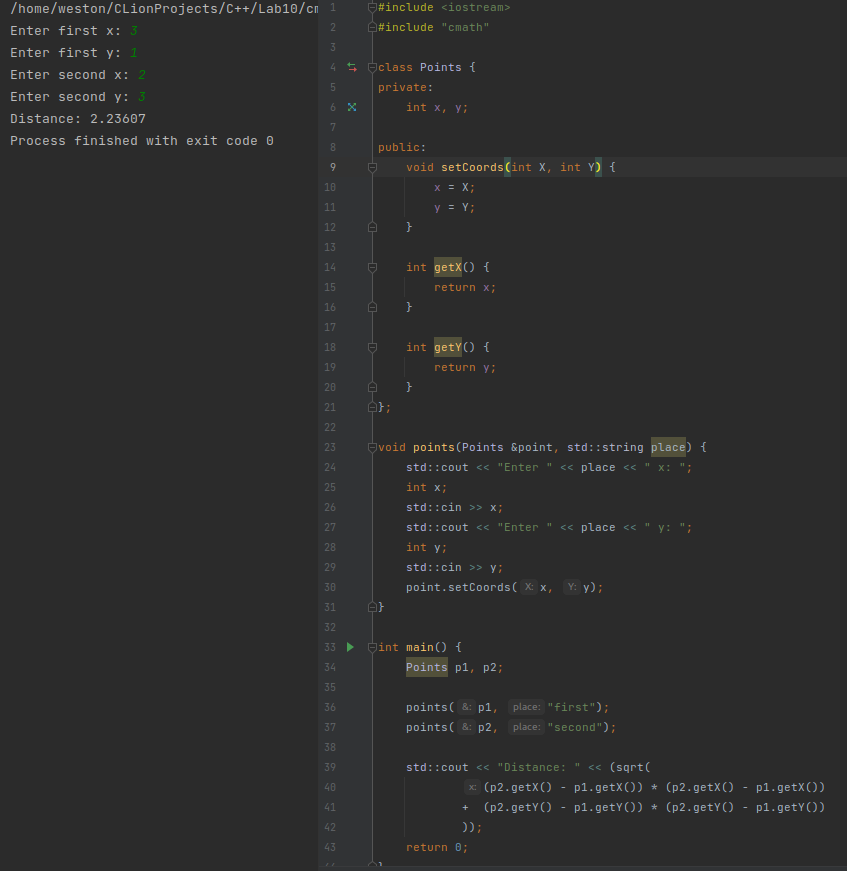 /home/weston/CLionProjects/C++/Lab10/cm
Enter first x: 3
Enter first y: 1
Enter second x: 2
Enter second y: 3
Distance: 2.23607
Process finished with exit code 0
1 #include <iostream>
2 #include "cmath"
3
4 class Points {
5 private:
6 int x, y;
7
8 public:
9 void setCoords(int X, int Y) {
10 x = X;
11 y = Y;
12 }
13
14 int getX() {
15 return x;
16 }
17
18 int getY() {
19 return y;
20 }
21 };
22
23 void points(Points &point, std::string place) {
24 std::cout << "Enter " << place << " x: ";
25 int x;
26 std::cin >> x;
27 std::cout << "Enter " << place << " y: ";
28 int y;
29 std::cin >> y;
30 point.setCoords( X: x, Y: y);
31 }
32
33 int main() {
34 Points p1, p2;
35
36 points( &: p1, place: "first");
37 points( &: p2, place: "second");
38
39 std::cout << "Distance: " << (sqrt(
40 x: (p2.getX() - p1.getX()) * (p2.getX() - p1.getX())
41 + (p2.getY() - p1.getY()) * (p2.getY() - p1.getY())
42 ));
43 return 0;
44 }